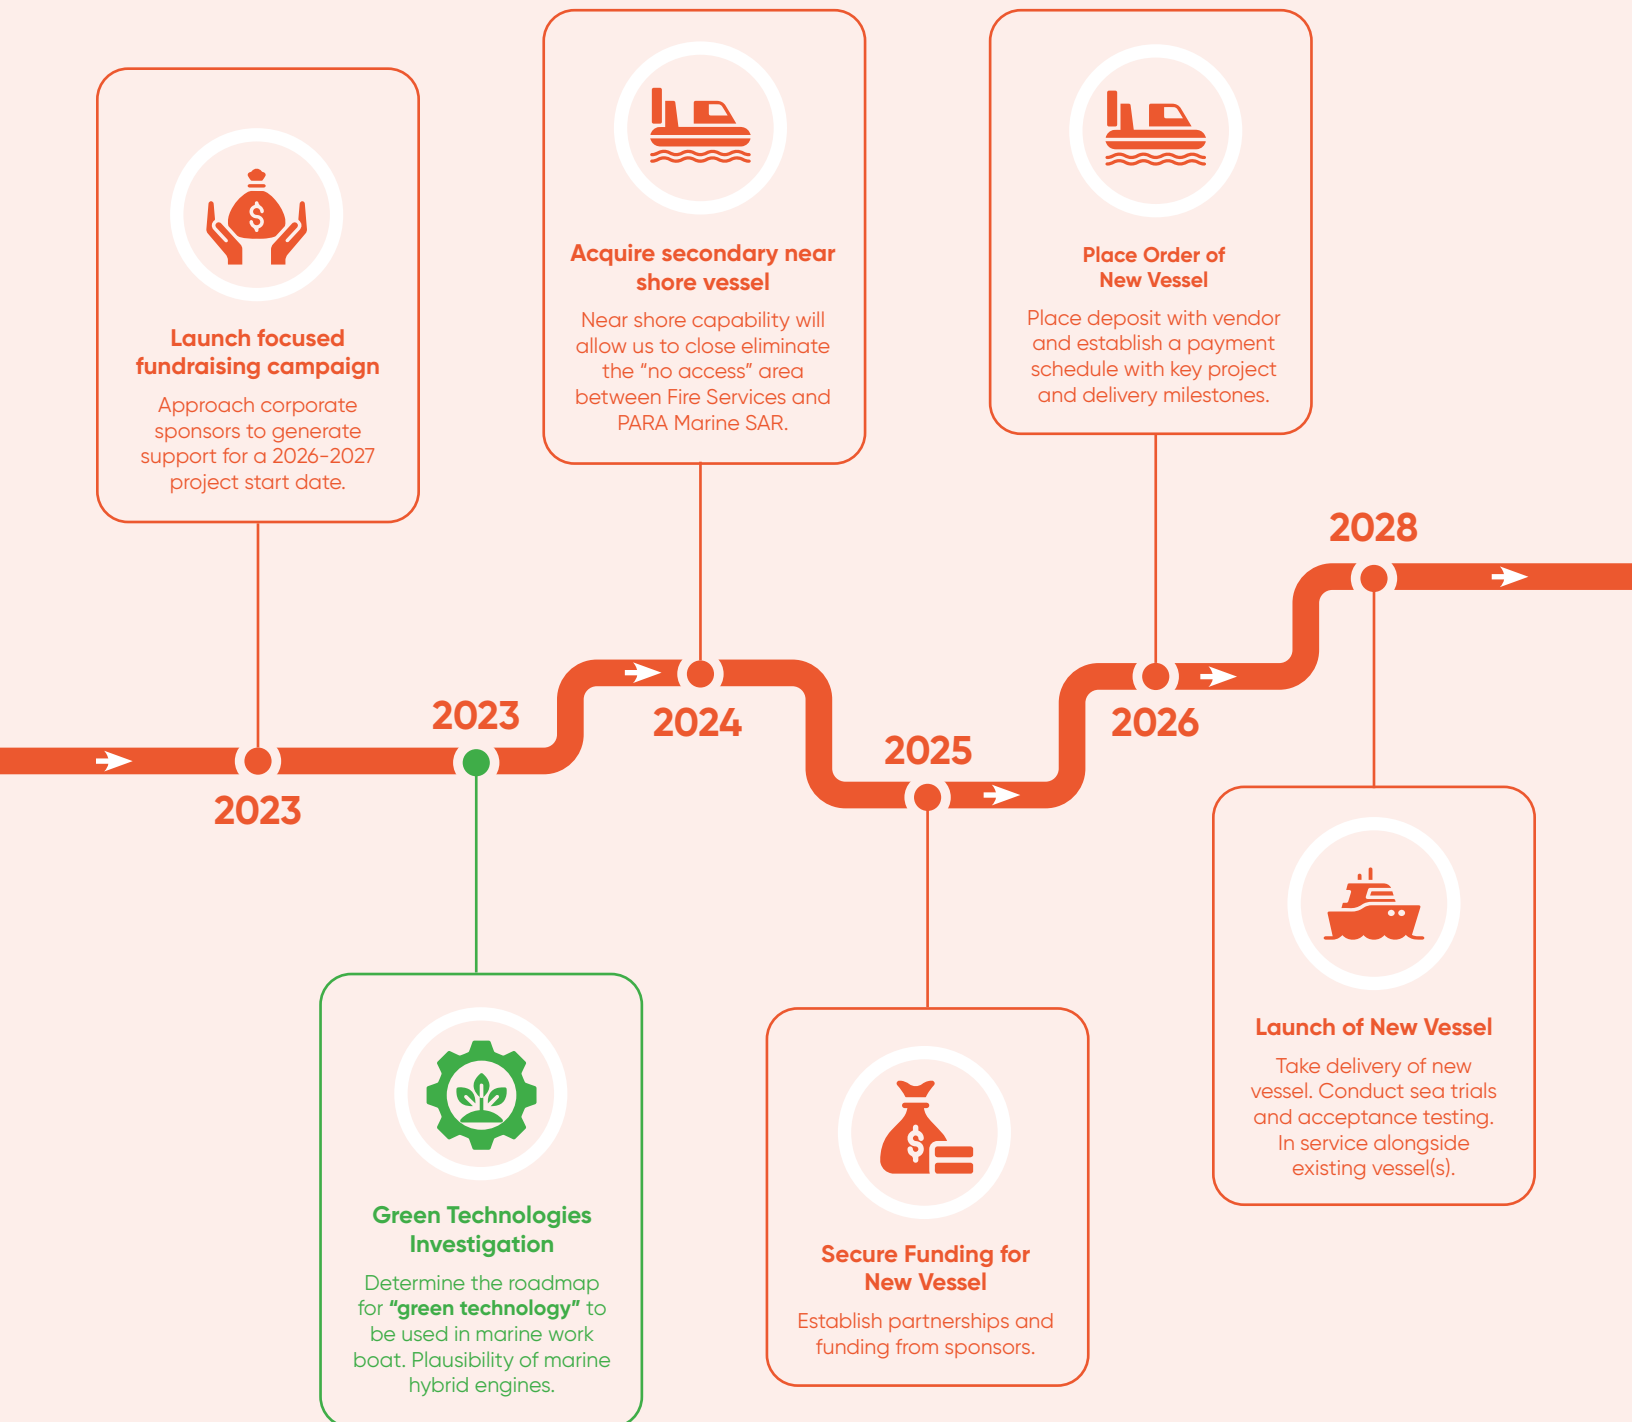 Launch focused
fundraising campaign
Approach corporate
sponsors to generate
support for a 2026-2027
project start date.
2023
2023
Green Technologies
Investigation
Determine the roadmap
for “green technology” to
be used in marine work
boat. Plausibility of marine
hybrid engines.
Acquire secondary near
shore vessel
Near shore capability will
allow us to close eliminate
the “no access” area
between Fire Services and
PARA Marine SAR.
2024
2025
Secure Funding for
New Vessel
Establish partnerships and
funding from sponsors.
Place Order of
New Vessel
Place deposit with vendor
and establish a payment
schedule with key project
and delivery milestones.
2026
2028
Launch of New Vessel
Take delivery of new
vessel. Conduct sea trials
and acceptance testing.
In service alongside
existing vessel(s).